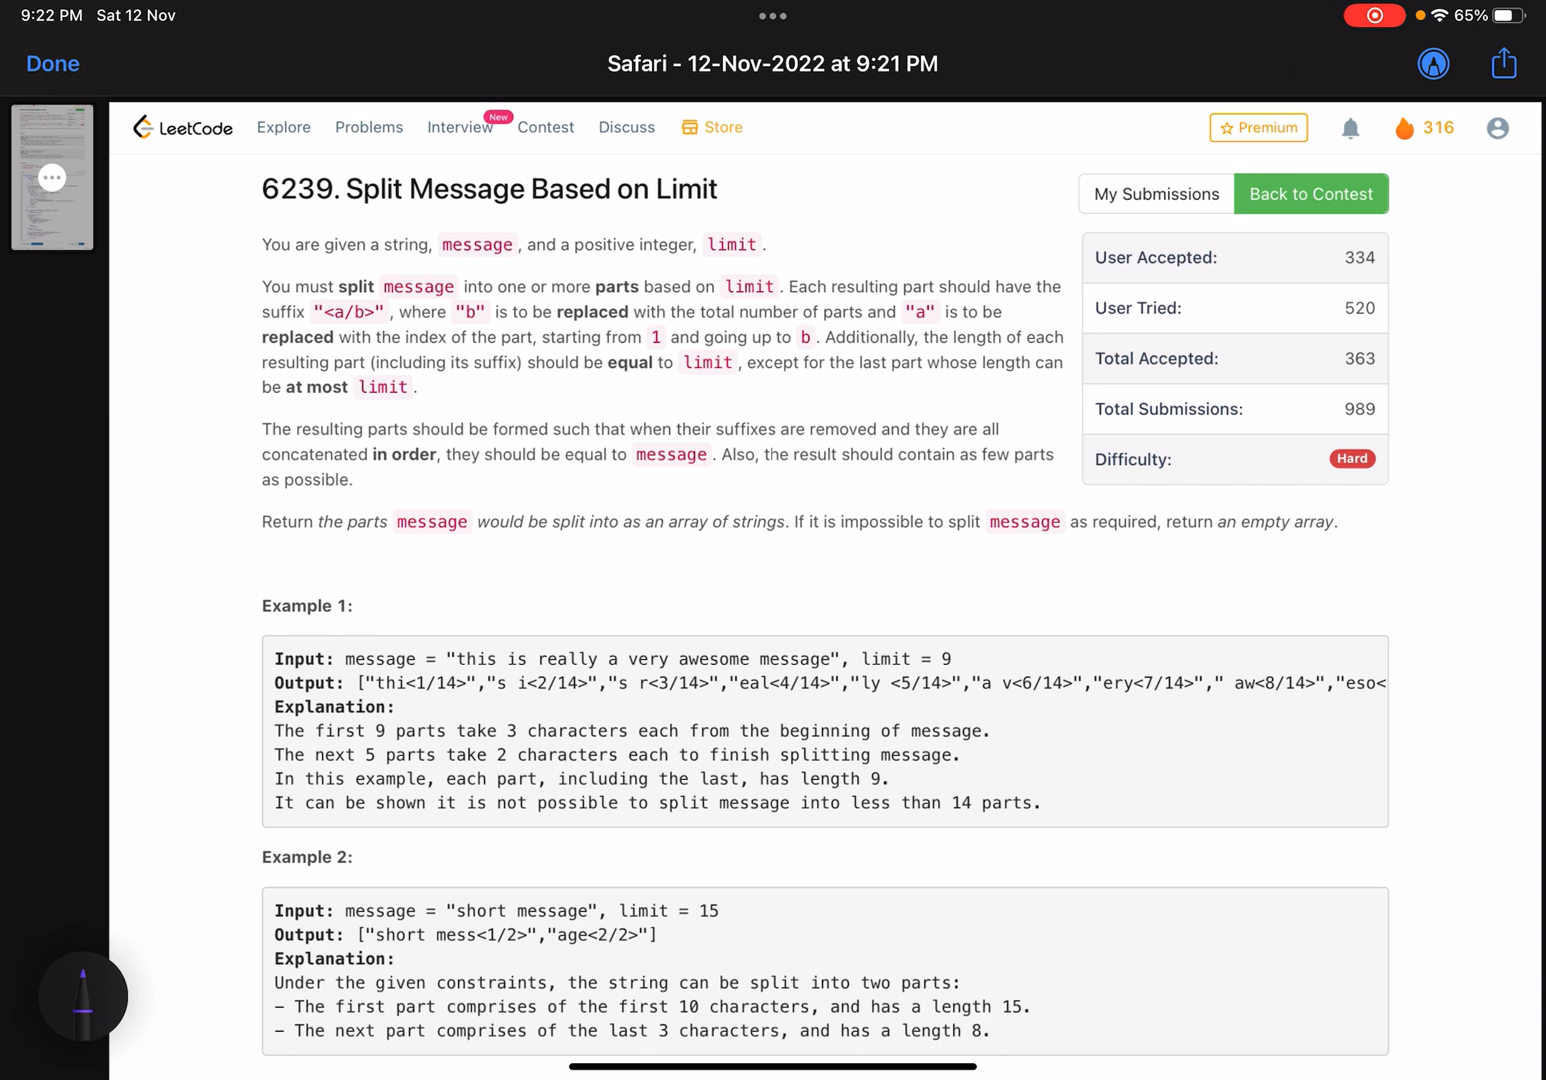 9:22 PM Sat 12 Nov
65%
Done
Safari - 12-Nov-2022 at 9:21 PM
LeetCode
Explore
Problems
Interview
New
Contest
Discuss
Store
Premium
316
6239. Split Message Based on Limit
My Submissions
Back to Contest
You are given a string, message, and a positive integer, limit.
You must split message into one or more parts based on limit. Each resulting part should have the
suffix "<a/b>", where "b" is to be replaced with the total number of parts and "a" is to be
replaced with the index of the part, starting from 1 and going up to b. Additionally, the length of each
resulting part (including its suffix) should be equal to limit, except for the last part whose length can
be at most limit.
The resulting parts should be formed such that when their suffixes are removed and they are all
concatenated in order, they should be equal to message. Also, the result should contain as few parts
as possible.
Return the parts message would be split into as an array of strings. If it is impossible to split message as required, return an empty array.
User Accepted: 334
User Tried: 520
Total Accepted: 363
Total Submissions: 989
Difficulty: Hard
Example 1:
Input: message = "this is really a very awesome message", limit = 9
Output: ["thi<1/14>","s i<2/14>","s r<3/14>","eal<4/14>","ly <5/14>","a v<6/14>","ery<7/14>"," aw<8/14>","eso<
Explanation:
The first 9 parts take 3 characters each from the beginning of message.
The next 5 parts take 2 characters each to finish splitting message.
In this example, each part, including the last, has length 9.
It can be shown it is not possible to split message into less than 14 parts.
Example 2:
Input: message = "short message", limit = 15
Output: ["short mess<1/2>","age<2/2>"]
Explanation:
Under the given constraints, the string can be split into two parts:
– The first part comprises of the first 10 characters, and has a length 15.
– The next part comprises of the last 3 characters, and has a length 8.